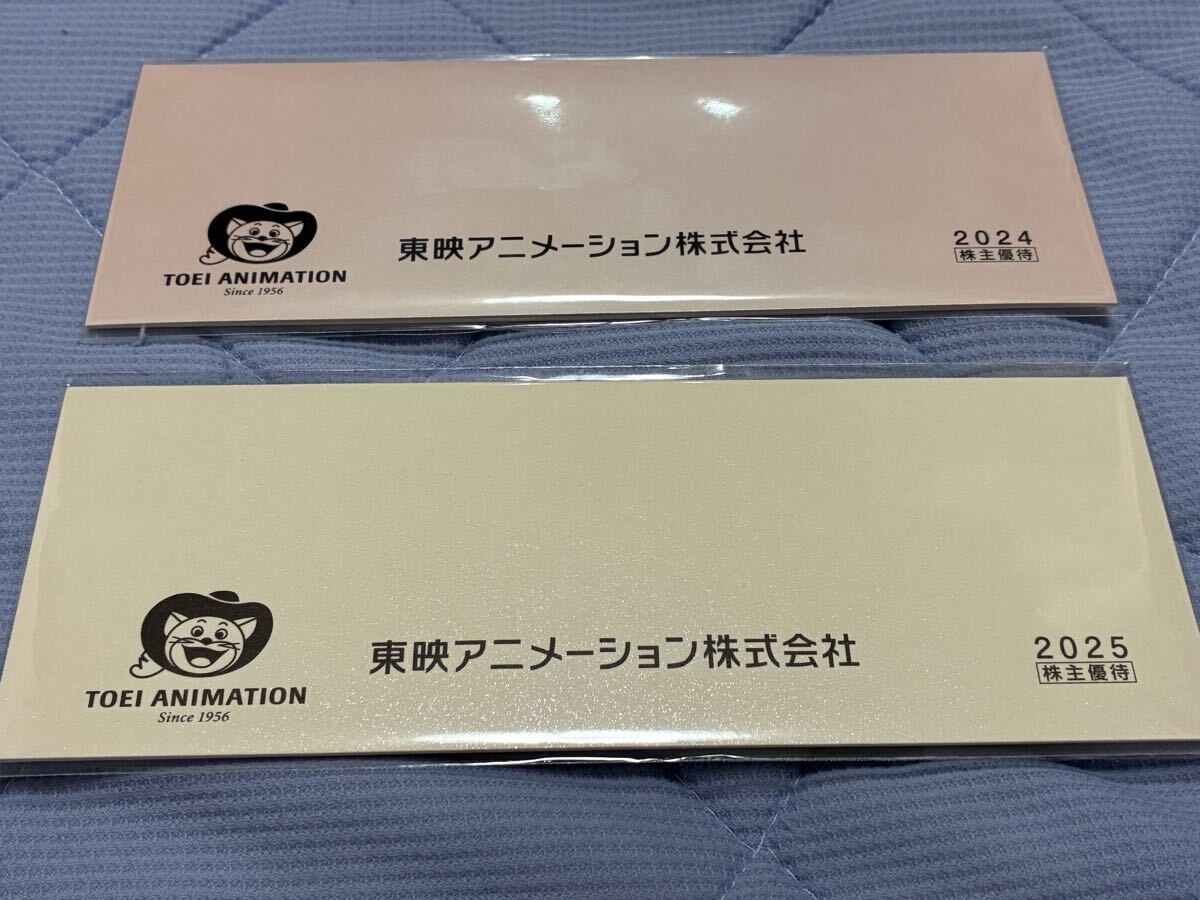 TOEI ANIMATION
Since 1956
東映アニメーション株式会社
2024
株主優待
TOEI ANIMATION
Since 1956
東映アニメーション株式会社
2025
株主優待